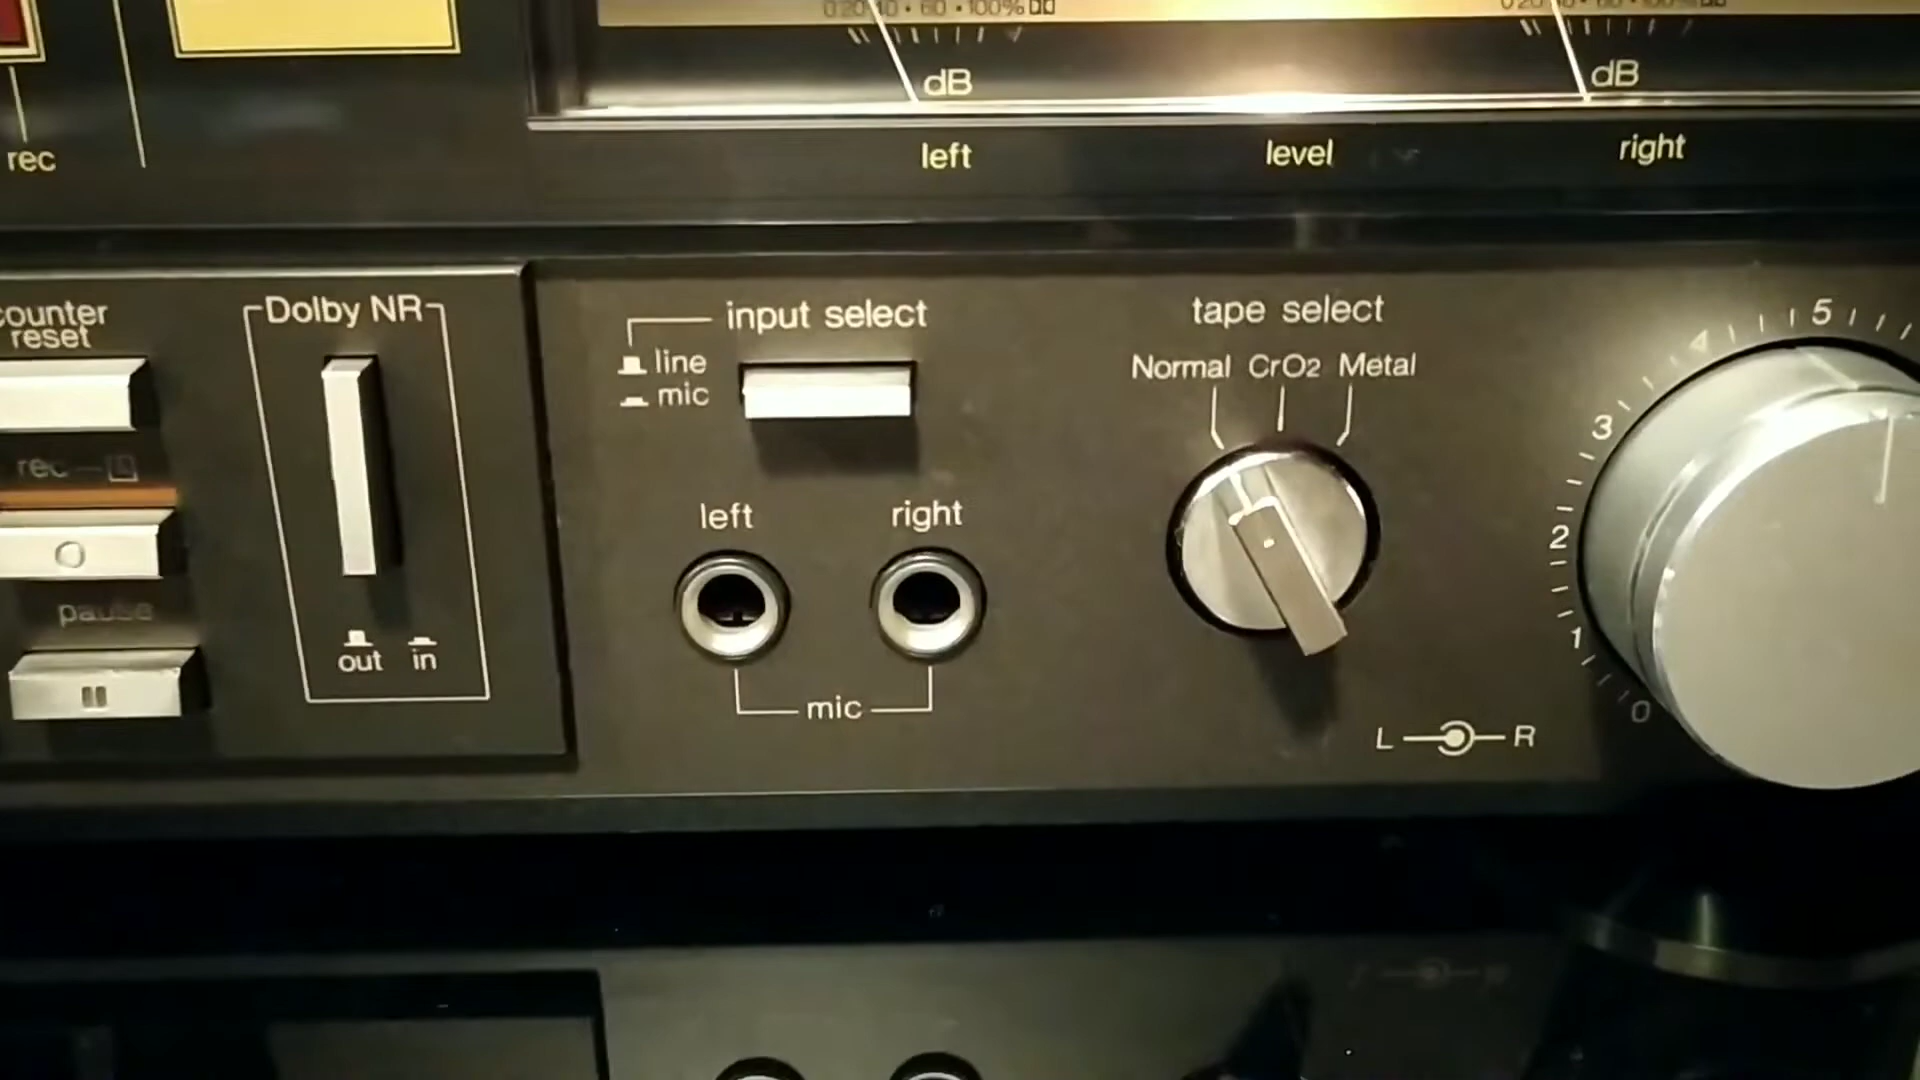 dB
dB
rec
left
level
right
counter
reset
Dolby NR
input select
line
mic
tape select
Normal CrO2 Metal
5
4
3
2
1
0
rec
left
right
pause
out in
mic
L R